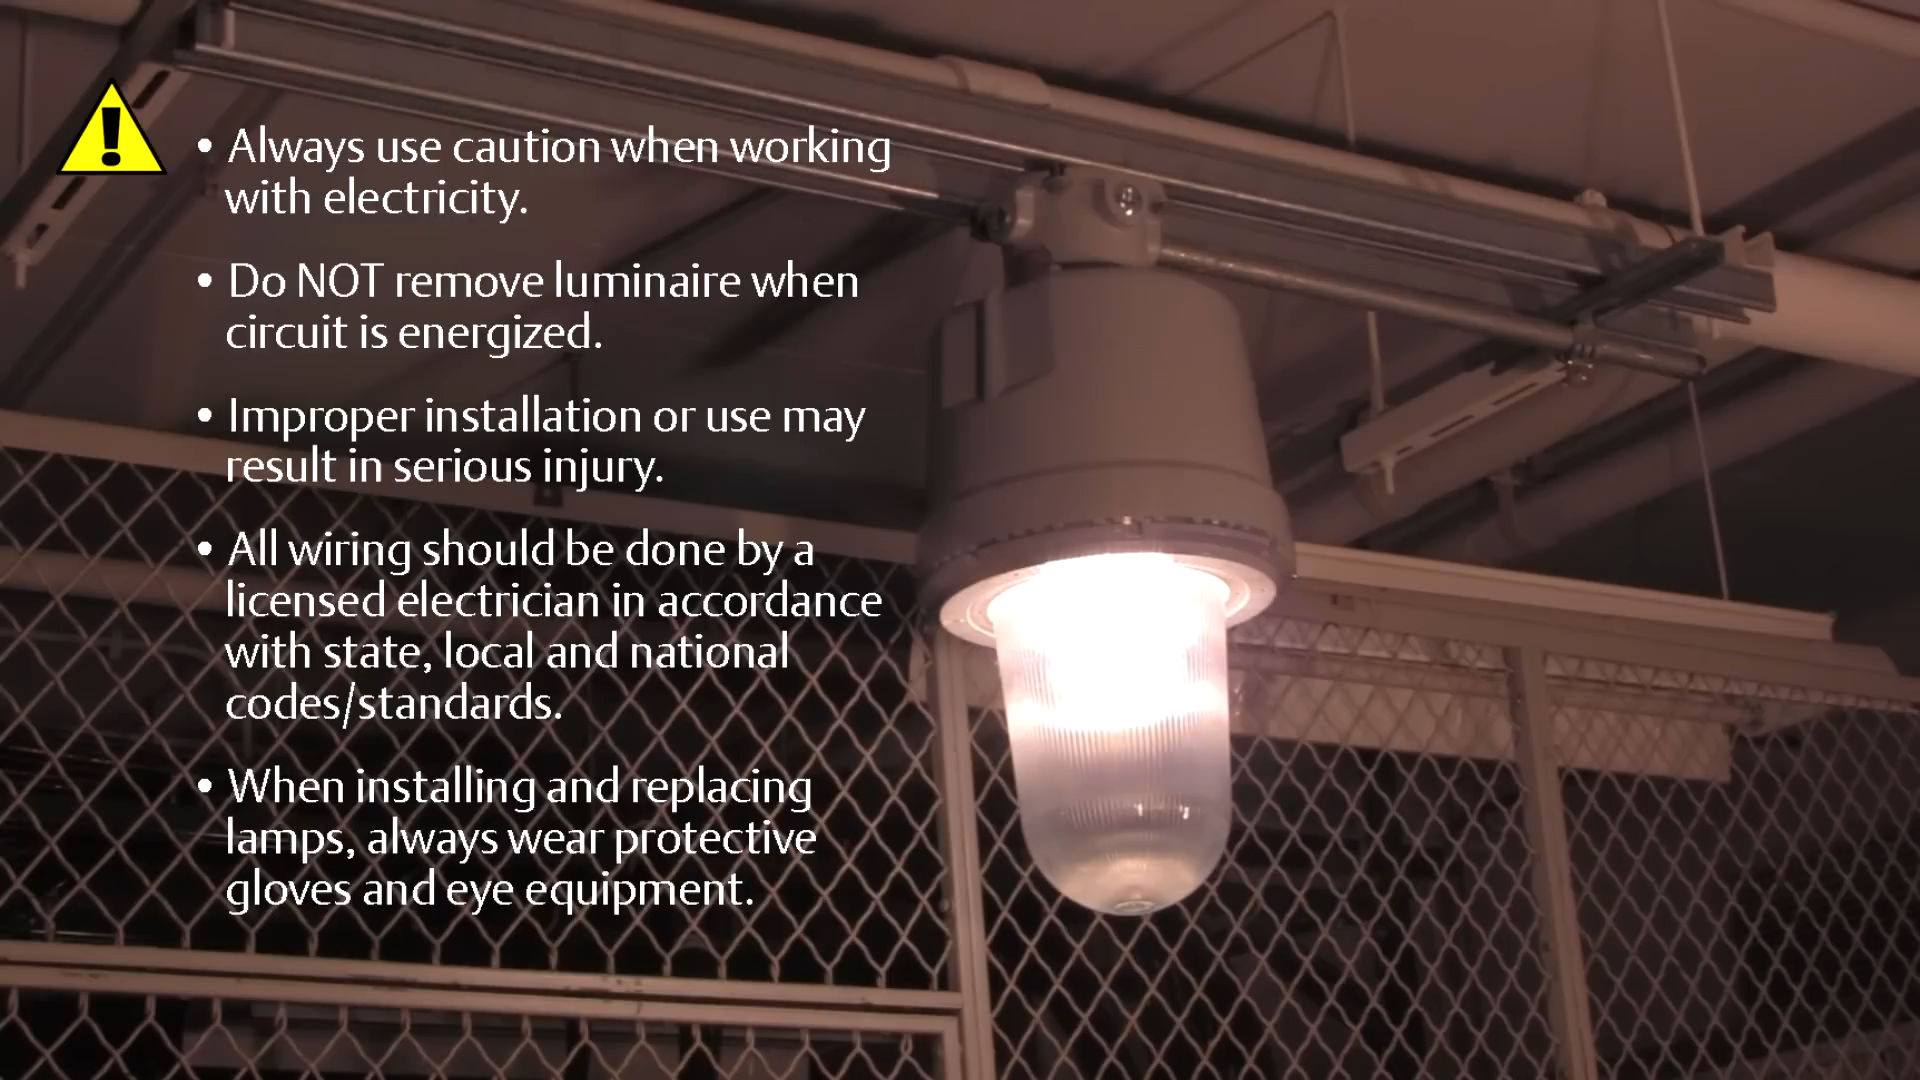 • Always use caution when working
with electricity.
• Do NOT remove luminaire when
circuit is energized.
• Improper installation or use may
result in serious injury.
• All wiring should be done by a
licensed electrician in accordance
with state, local and national
codes/standards.
• When installing and replacing
lamps, always wear protective
gloves and eye equipment.